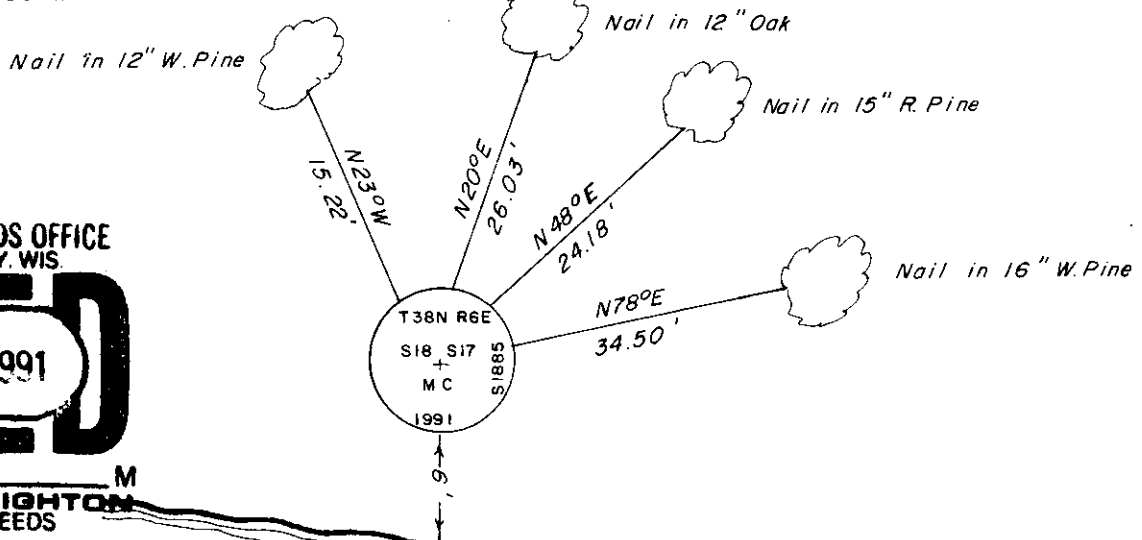 Nail in 12" Oak
Nail in 12" W. Pine
Nail in 15" R. Pine
N23°W
15.22'
N20°E
26.03'
N48°E
24.18'
Nail in 16" W. Pine
N78°E
34.50'
T38N R6E
S18 S17
+
MC
S1885
1991
6'
DS OFFICE
Y. WIS.
ED
1991
M
IGHTON
EEDS